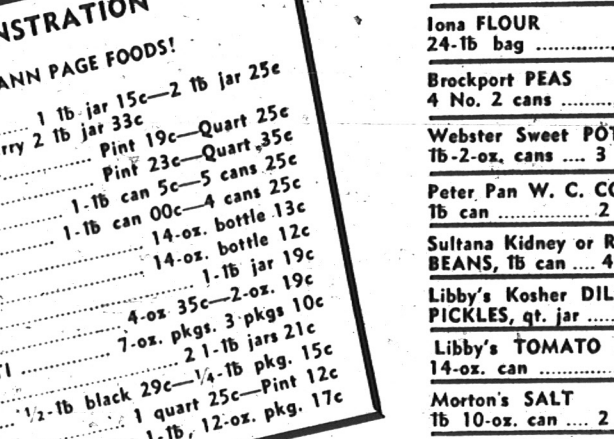 NSTRATION
ANN PAGE FOODS!
1 lb jar 15c—2 lb jar 25c
rry 2 lb jar 33c
Pint 19c—Quart 25c
Pint 23c—Quart 35c
1-lb can 5c—5 cans 25c
1-lb can 00c—4 cans 25c
14-oz. bottle 13c
14-oz. bottle 12c
1-lb jar 19c
4-oz 35c—2-oz. 19c
TI ........... 7-oz. pkgs. 3 pkgs 10c
2 1-lb jars 21c
1/2-lb black 29c—1/4-lb pkg. 15c
1 quart 25c—Pint 12c
1-lb, 12-oz. pkg. 17c
Iona FLOUR
24-lb bag ............
Brockport PEAS
4 No. 2 cans .........
Webster Sweet POT
lb-2-oz. cans .... 3
Peter Pan W. C. CO
lb can .............. 2
Sultana Kidney or R
BEANS, lb can .... 4
Libby's Kosher DIL
PICKLES, qt. jar .....
Libby's TOMATO
14-oz. can ..........
Morton's SALT
lb 10-oz. can .... 2